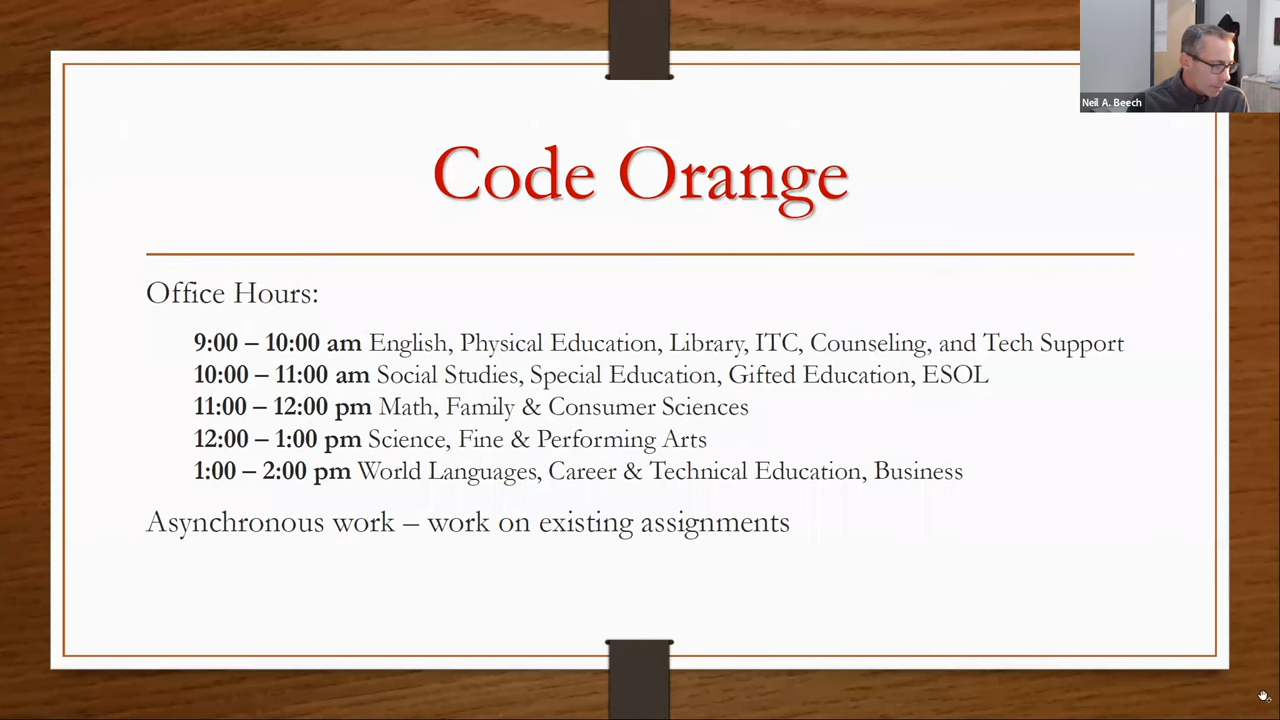 Neil A. Beech
Code Orange
Office Hours:
9:00 – 10:00 am English, Physical Education, Library, ITC, Counseling, and Tech Support
10:00 – 11:00 am Social Studies, Special Education, Gifted Education, ESOL
11:00 – 12:00 pm Math, Family & Consumer Sciences
12:00 – 1:00 pm Science, Fine & Performing Arts
1:00 – 2:00 pm World Languages, Career & Technical Education, Business
Asynchronous work – work on existing assignments